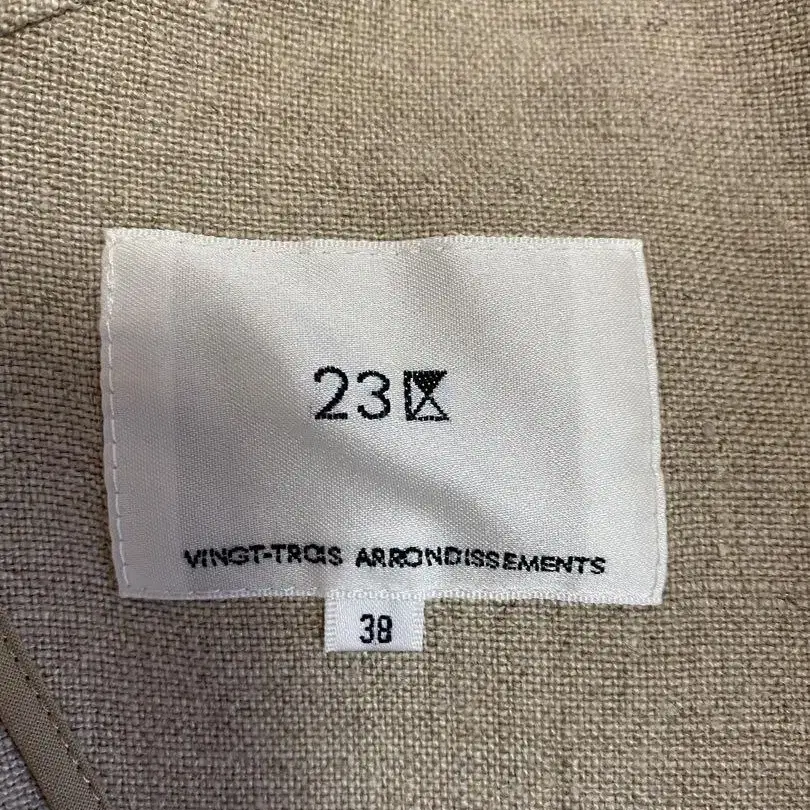 23区
VINGT-TROIS ARRONDISSEMENTS
38